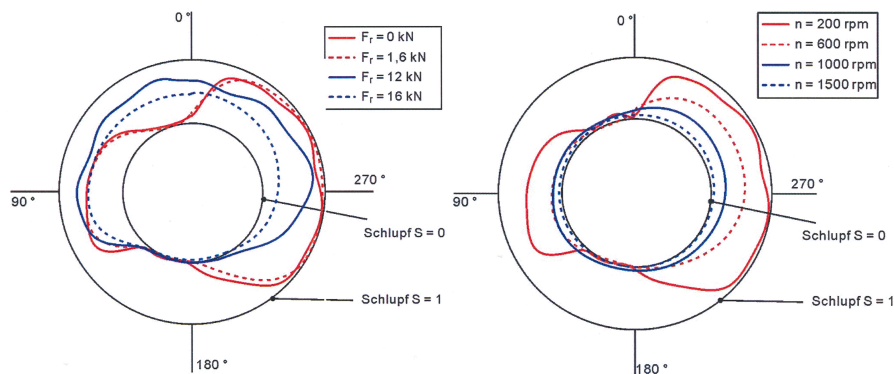 0 °
F_r = 0 kN
F_r = 1,6 kN
F_r = 12 kN
F_r = 16 kN
90 °
270 °
Schlupf S = 0
Schlupf S = 1
180 °
0 °
n = 200 rpm
n = 600 rpm
n = 1000 rpm
n = 1500 rpm
90 °
270 °
Schlupf S = 0
Schlupf S = 1
180 °